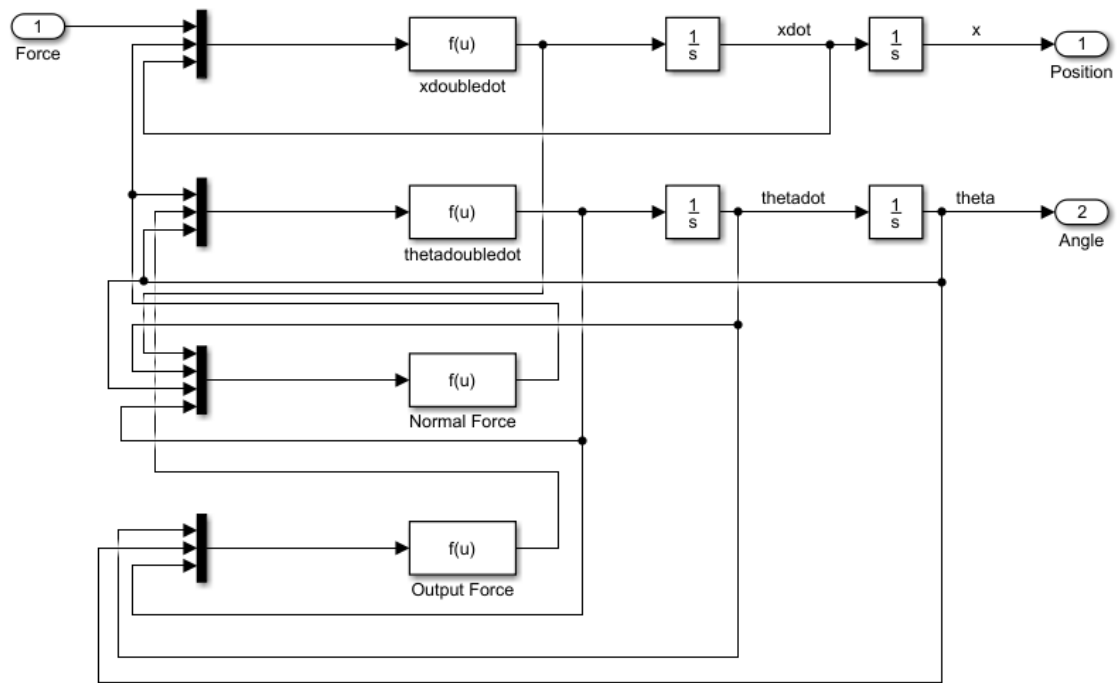 1
Force
f(u)
xdoubledot
1
s
xdot
1
s
x
1
Position
f(u)
thetadoubledot
1
s
thetadot
1
s
theta
2
Angle
f(u)
Normal Force
f(u)
Output Force